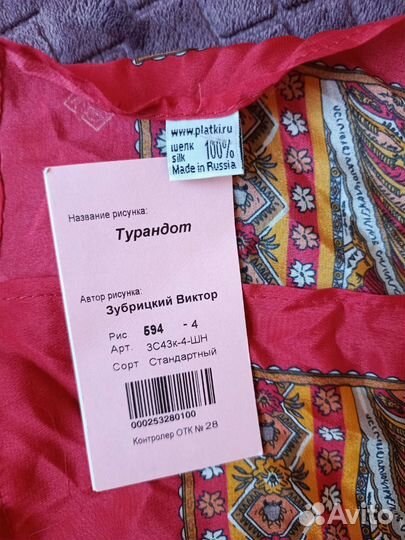 www.platki.ru
шелк 100%
silk
Made in Russia
Название рисунка:
Турандот
Автор рисунка:
Зубрицкий Виктор
Рис 594 - 4
Арт. 3С43к-4-ШН
Сорт Стандартный
000253280100
Контролер ОТК № 28
Avito